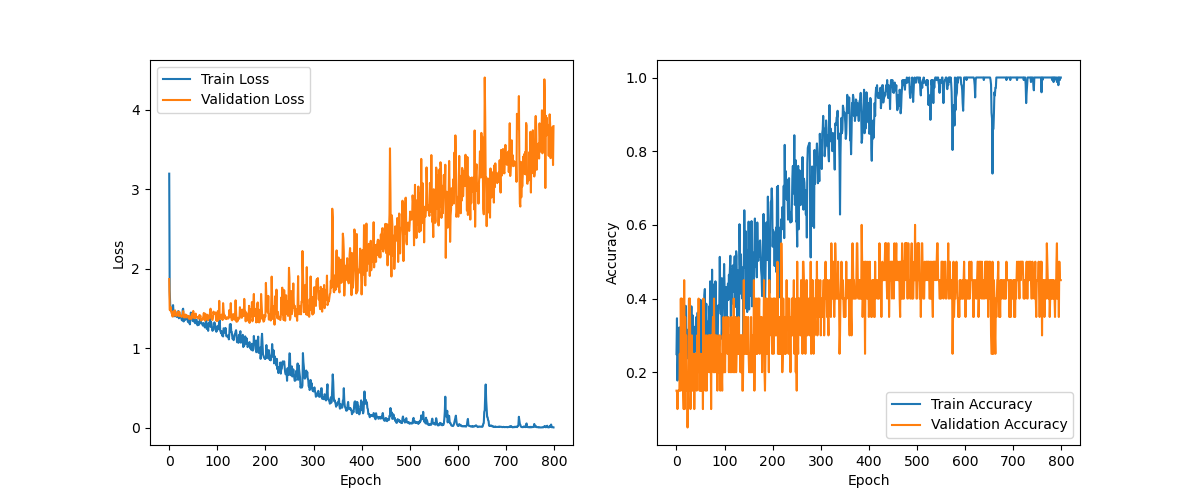 Train Loss
Validation Loss
4
3
2
1
0
Loss
0 100 200 300 400 500 600 700 800
Epoch
1.0
0.8
0.6
0.4
0.2
Accuracy
Train Accuracy
Validation Accuracy
0 100 200 300 400 500 600 700 800
Epoch